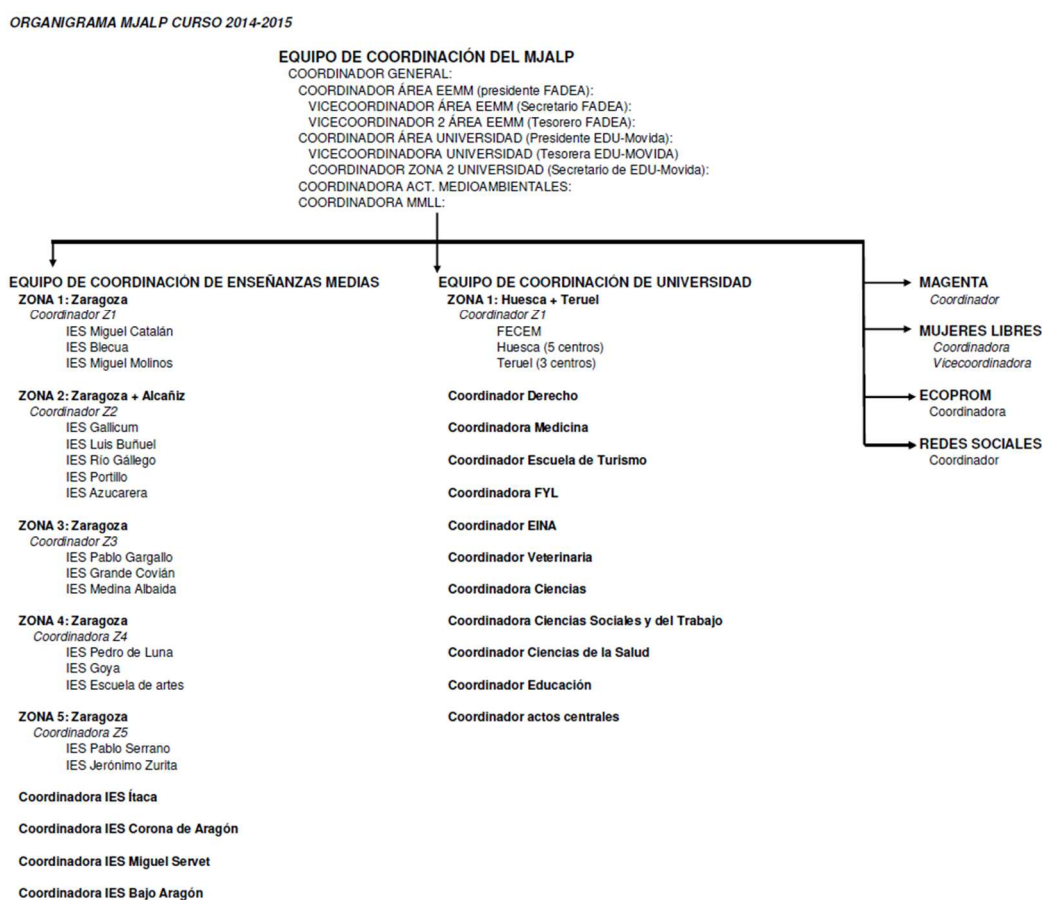 ORGANIGRAMA MJALP CURSO 2014-2015
EQUIPO DE COORDINACIÓN DEL MJALP
COORDINADOR GENERAL:
COORDINADOR ÁREA EEMM (presidente FADEA):
VICECOORDINADOR ÁREA EEMM (Secretario FADEA):
VICECOORDINADOR 2 ÁREA EEMM (Tesorero FADEA):
COORDINADOR ÁREA UNIVERSIDAD (Presidente EDU-Movida):
VICECOORDINADORA UNIVERSIDAD (Tesorera EDU-MOVIDA)
COORDINADOR ZONA 2 UNIVERSIDAD (Secretario de EDU-Movida):
COORDINADORA ACT. MEDIOAMBIENTALES:
COORDINADORA MMLL:
EQUIPO DE COORDINACIÓN DE ENSEÑANZAS MEDIAS
ZONA 1: Zaragoza
Coordinador Z1
IES Miguel Catalán
IES Blecua
IES Miguel Molinos
ZONA 2: Zaragoza + Alcañiz
Coordinador Z2
IES Gallicum
IES Luis Buñuel
IES Río Gállego
IES Portillo
IES Azucarera
ZONA 3: Zaragoza
Coordinador Z3
IES Pablo Gargallo
IES Grande Covián
IES Medina Albaida
ZONA 4: Zaragoza
Coordinadora Z4
IES Pedro de Luna
IES Goya
IES Escuela de artes
ZONA 5: Zaragoza
Coordinadora Z5
IES Pablo Serrano
IES Jerónimo Zurita
Coordinadora IES Ítaca
Coordinadora IES Corona de Aragón
Coordinadora IES Miguel Servet
Coordinadora IES Bajo Aragón
EQUIPO DE COORDINACIÓN DE UNIVERSIDAD
ZONA 1: Huesca + Teruel
Coordinador Z1
FECEM
Huesca (5 centros)
Teruel (3 centros)
Coordinador Derecho
Coordinadora Medicina
Coordinador Escuela de Turismo
Coordinadora FYL
Coordinador EINA
Coordinador Veterinaria
Coordinadora Ciencias
Coordinadora Ciencias Sociales y del Trabajo
Coordinador Ciencias de la Salud
Coordinador Educación
Coordinador actos centrales
MAGENTA
Coordinador
MUJERES LIBRES
Coordinadora
Vicecoordinadora
ECOPROM
Coordinadora
REDES SOCIALES
Coordinador